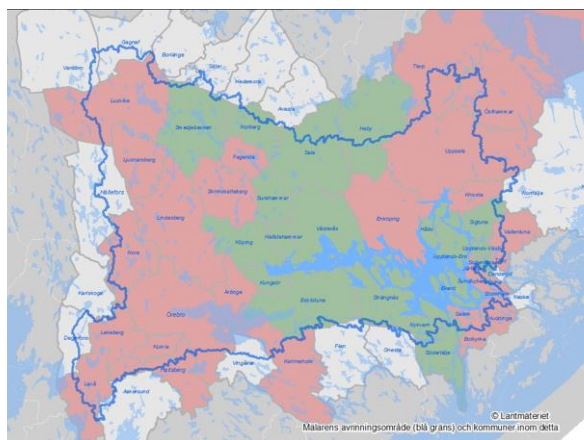 Gagnef
Borlänge
Vansbro
Säter
Hedemora
Avesta
Tierp
Ludvika
Östhammar
Smedjebacken
Norberg
Heby
Sala
Uppsala
Ljusnarsberg
Fagersta
Hällefors
Skinnskatteberg
Surahammar
Knivsta
Norrtälje
Lindesberg
Enköping
Sigtuna
Västerås
Håbo
Vallentuna
Köping
Hallstahammar
Upplands-Väsby
Nora
Upplands-Bro
Kungsör
Ekerö
Karlskoga
Arboga
Eskilstuna
Strängnäs
Nacka
Örebro
Salem
Nykvarn
Huddinge
Degerfors
Lekeberg
Botkyrka
Kumla
Södertälje
Flen
Gnesta
Vingåker
Katrineholm
Hallsberg
Laxå
Askersund
© Lantmäteriet
Mälarens avrinningsområde (blå gräns) och kommuner inom detta